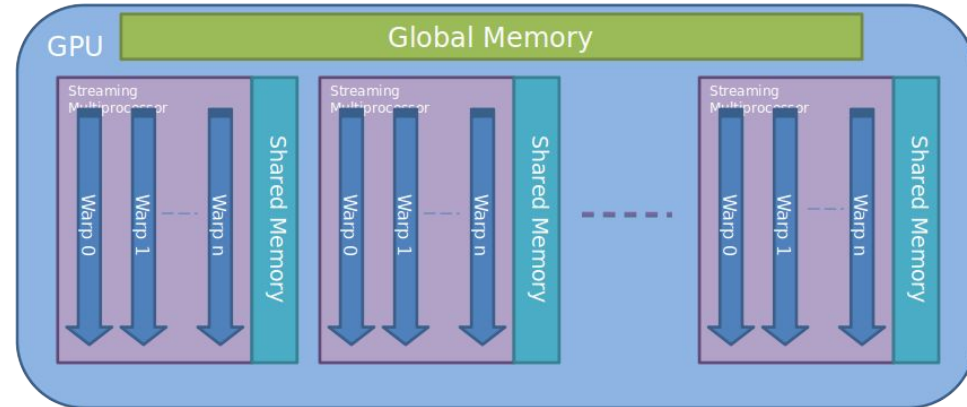 GPU
Global Memory
Streaming
Multiprocessor
Warp 0
Warp 1
Warp n
Shared Memory
Streaming
Multiprocessor
Warp 0
Warp 1
Warp n
Shared Memory
Streaming
Multiprocessor
Warp 0
Warp 1
Warp n
Shared Memory